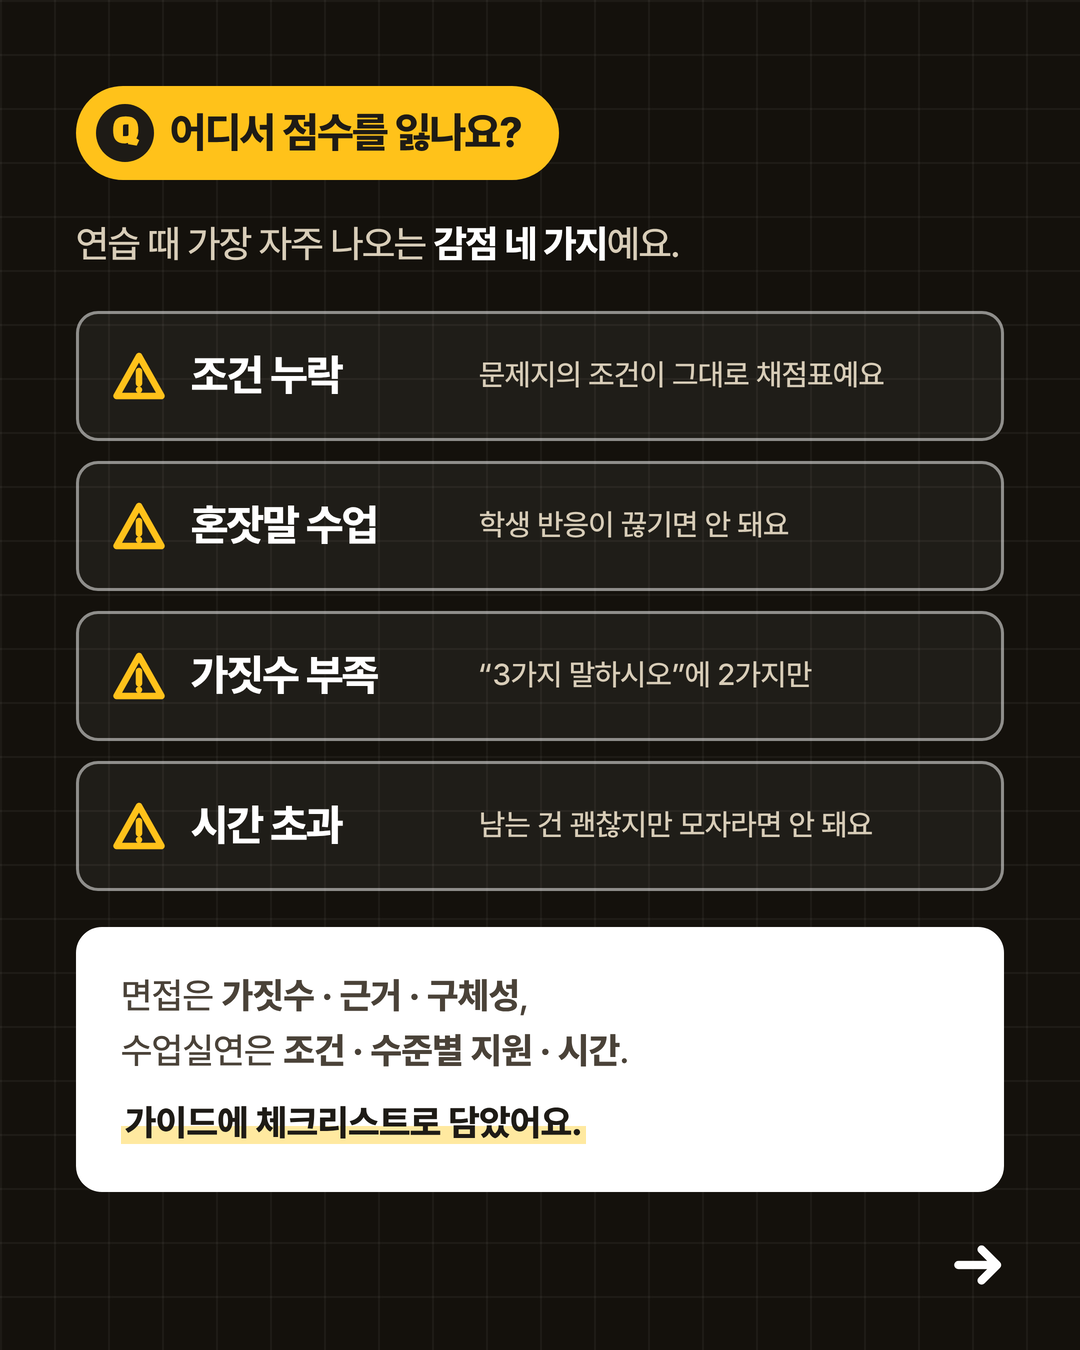 Q 어디서 점수를 잃나요?
연습 때 가장 자주 나오는 감점 네 가지예요.
조건 누락 문제지의 조건이 그대로 채점표예요
혼잣말 수업 학생 반응이 끊기면 안 돼요
가짓수 부족 “3가지 말하시오”에 2가지만
시간 초과 남는 건 괜찮지만 모자라면 안 돼요
면접은 가짓수 · 근거 · 구체성,
수업실연은 조건 · 수준별 지원 · 시간.
가이드에 체크리스트로 담았어요.